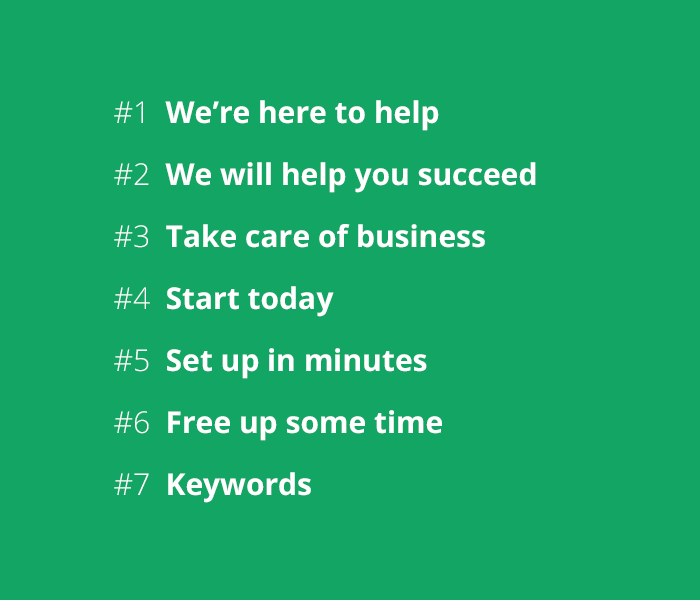 #1 We’re here to help
#2 We will help you succeed
#3 Take care of business
#4 Start today
#5 Set up in minutes
#6 Free up some time
#7 Keywords